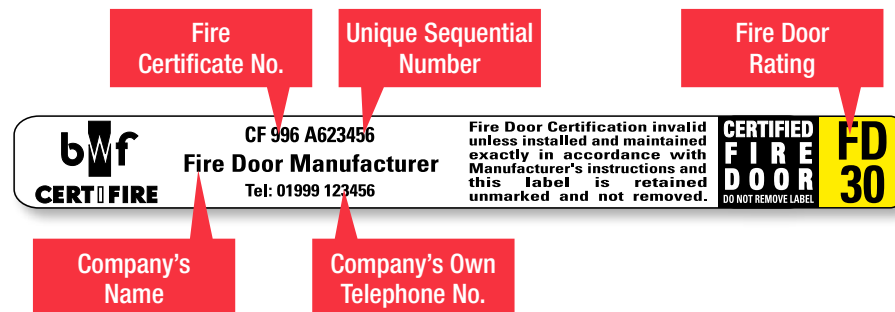 Fire
Certificate No.
Unique Sequential
Number
Fire Door
Rating
bwf
CERTIFIRE
CF 996 A623456
Fire Door Manufacturer
Tel: 01999 123456
Fire Door Certification invalid
unless installed and maintained
exactly in accordance with
Manufacturer's instructions and
this label is retained
unmarked and not removed.
CERTIFIED
FIRE
DOOR
DO NOT REMOVE LABEL
FD
30
Company's
Name
Company's Own
Telephone No.